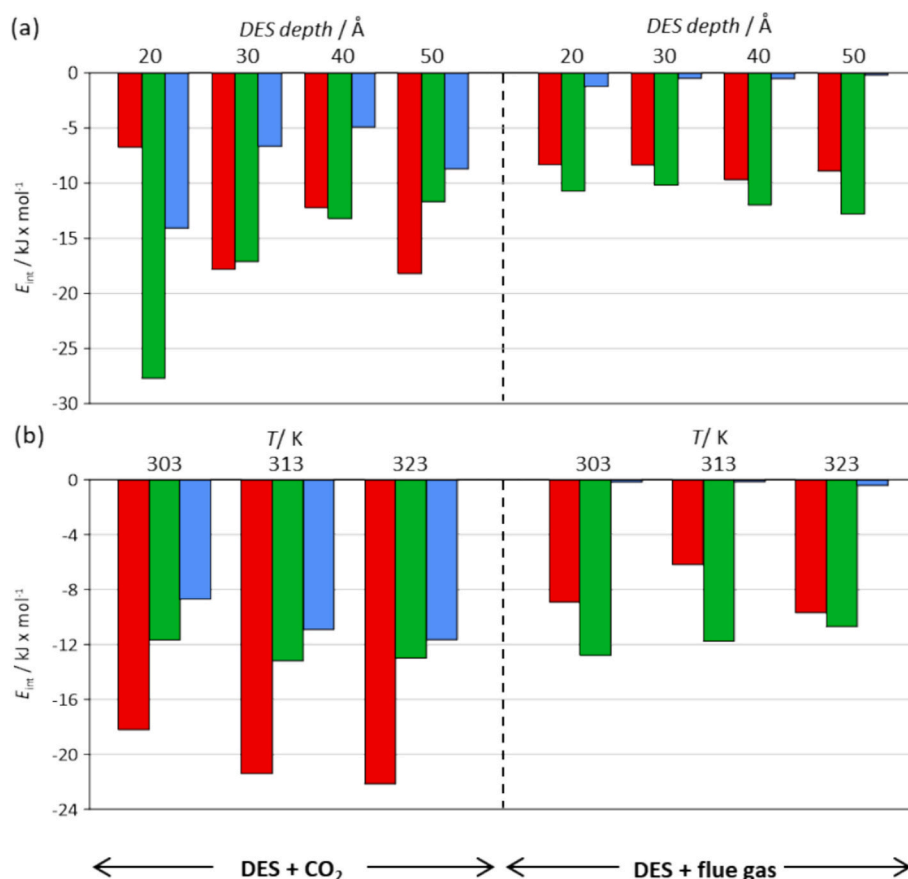 (a)
DES depth / Å DES depth / Å
20 30 40 50 20 30 40 50
0
-5
-10
-15
-20
-25
-30
E_int / kJ x mol⁻¹
(b)
T/ K T/ K
303 313 323 303 313 323
0
-4
-8
-12
-16
-20
-24
E_int / kJ x mol⁻¹
DES + CO₂ DES + flue gas